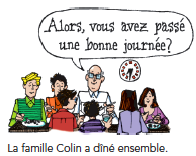 Alors, vous avez passé
une bonne journée?
La famille Colin a dîné ensemble.